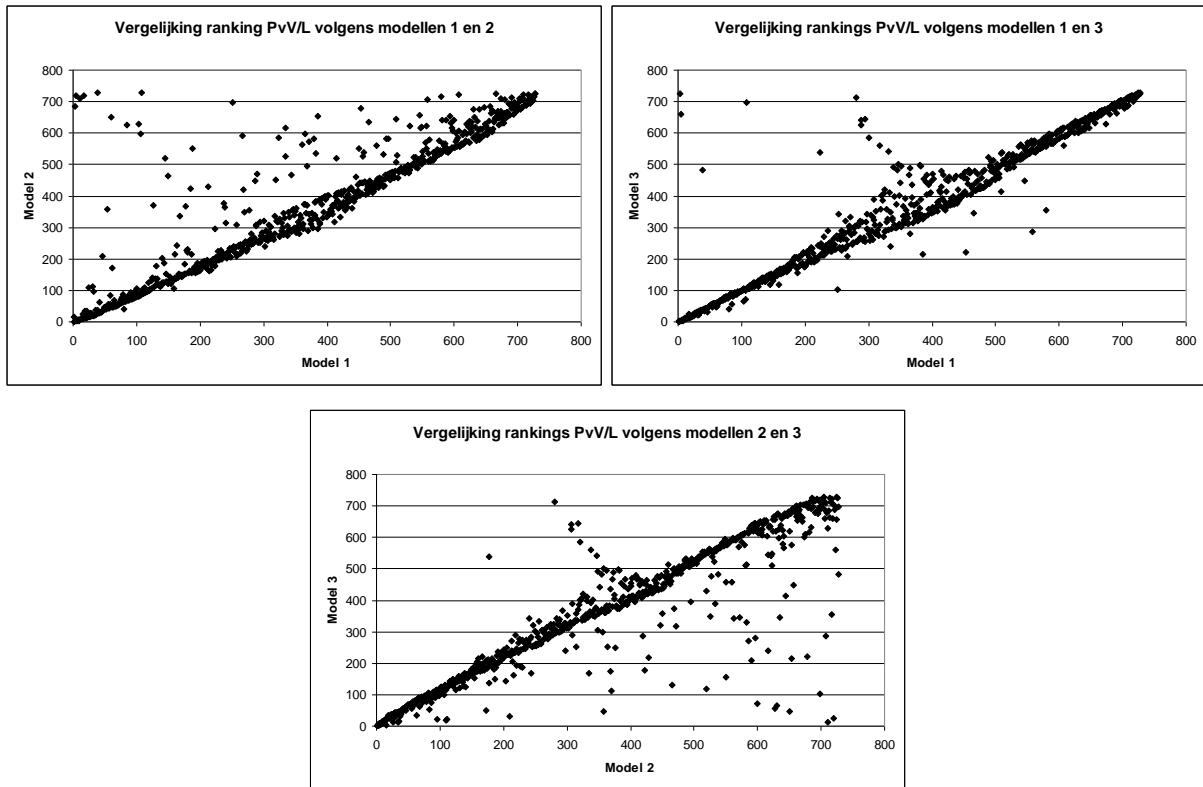 Vergelijking ranking PvV/L volgens modellen 1 en 2
800
700
600
500
400
300
200
100
0
Model 2
0 100 200 300 400 500 600 700 800
Model 1
Vergelijking rankings PvV/L volgens modellen 1 en 3
800
700
600
500
400
300
200
100
0
Model 3
0 100 200 300 400 500 600 700 800
Model 1
Vergelijking rankings PvV/L volgens modellen 2 en 3
800
700
600
500
400
300
200
100
0
Model 3
0 100 200 300 400 500 600 700 800
Model 2